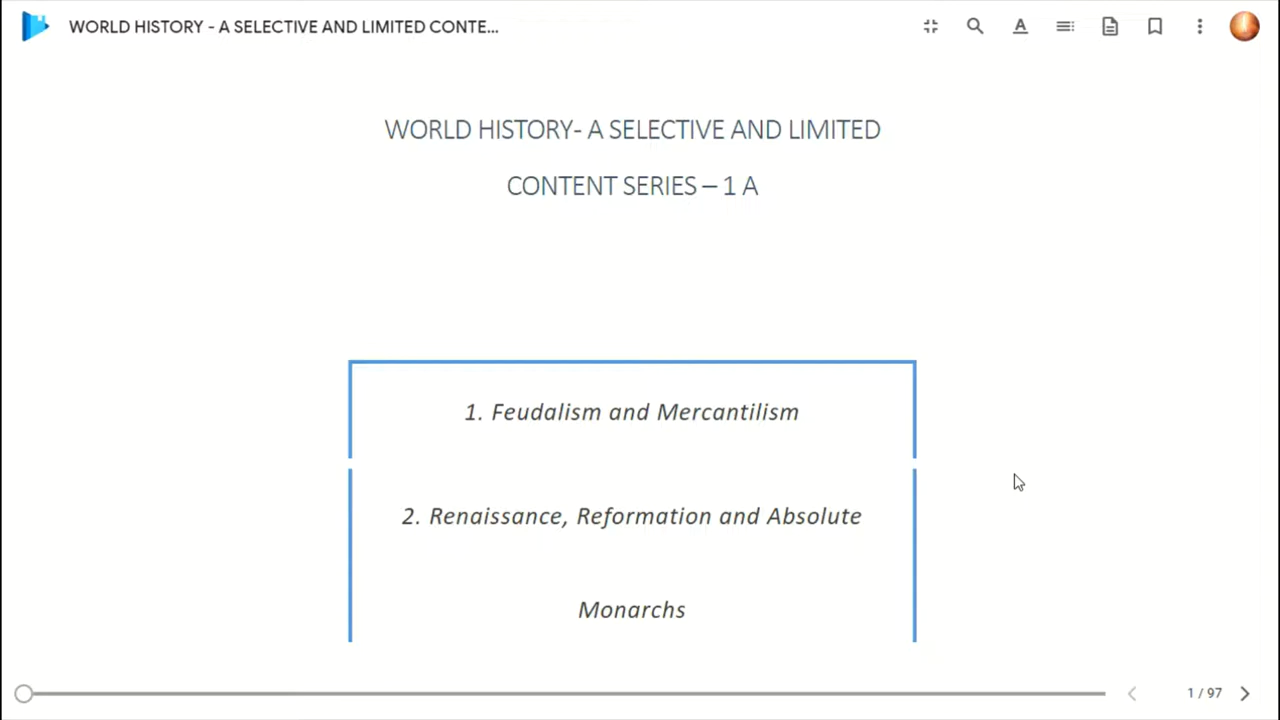 WORLD HISTORY - A SELECTIVE AND LIMITED CONTE...
WORLD HISTORY- A SELECTIVE AND LIMITED
CONTENT SERIES – 1 A
1. Feudalism and Mercantilism
2. Renaissance, Reformation and Absolute
Monarchs
1 / 97